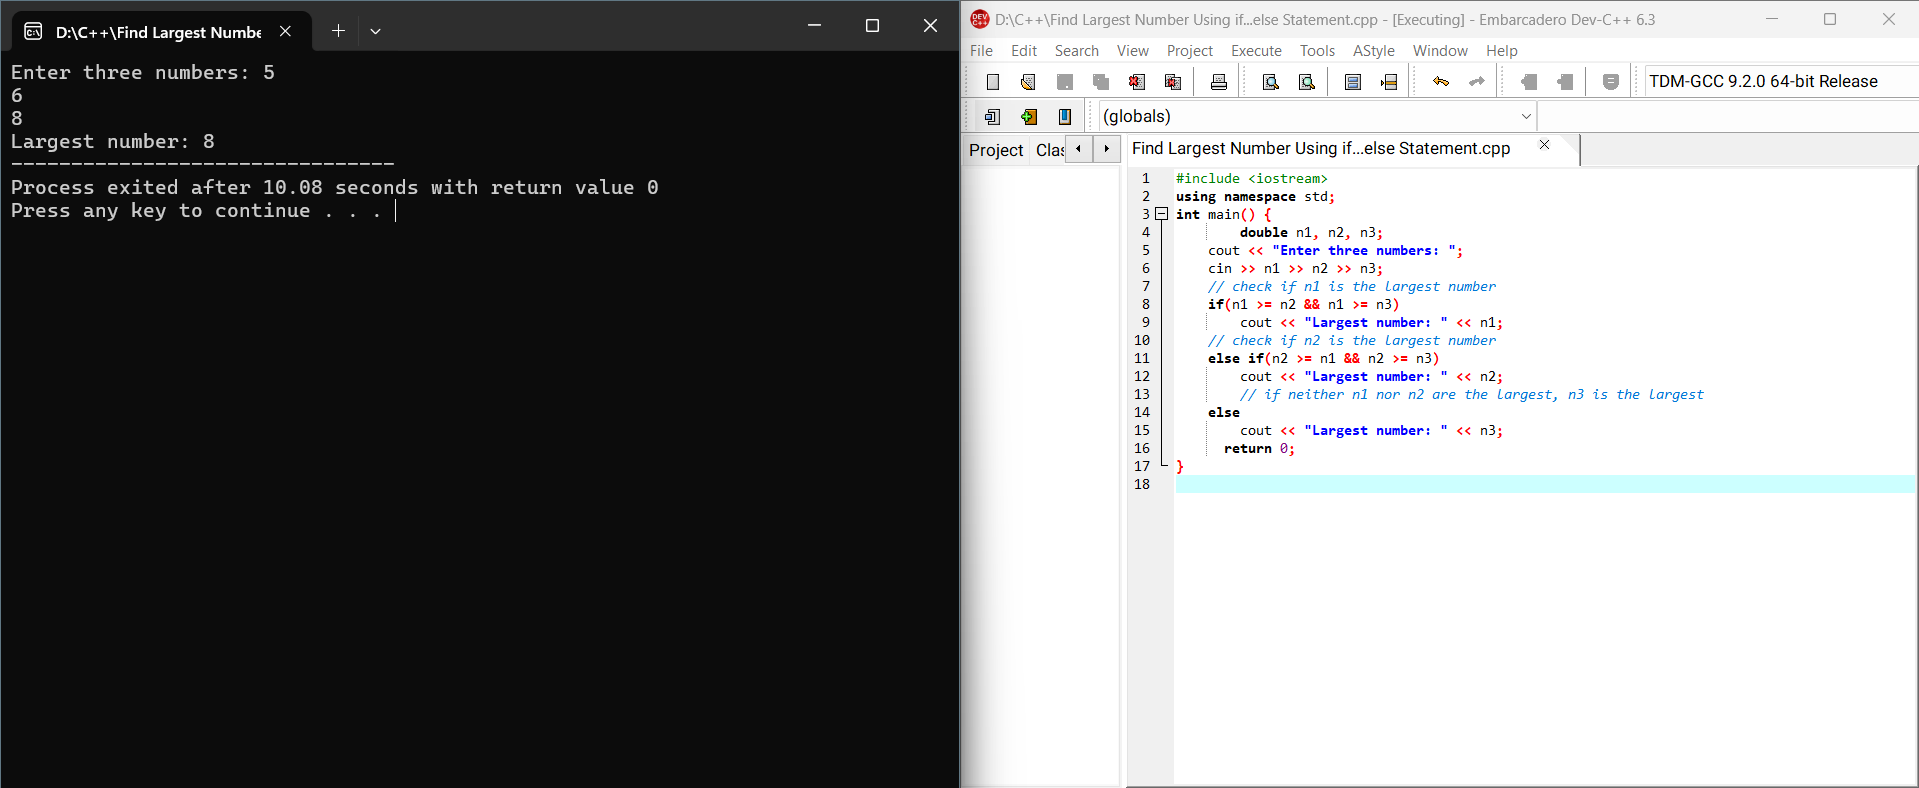 D:\C++\Find Largest Numbe
Enter three numbers: 5
6
8
Largest number: 8
--------------------------------
Process exited after 10.08 seconds with return value 0
Press any key to continue . . .
D:\C++\Find Largest Number Using if...else Statement.cpp - [Executing] - Embarcadero Dev-C++ 6.3
File Edit Search View Project Execute Tools AStyle Window Help
TDM-GCC 9.2.0 64-bit Release
(globals)
Project Clas
Find Largest Number Using if...else Statement.cpp
1 #include <iostream>
2 using namespace std;
3 int main() {
4 double n1, n2, n3;
5 cout << "Enter three numbers: ";
6 cin >> n1 >> n2 >> n3;
7 // check if n1 is the largest number
8 if(n1 >= n2 && n1 >= n3)
9 cout << "Largest number: " << n1;
10 // check if n2 is the largest number
11 else if(n2 >= n1 && n2 >= n3)
12 cout << "Largest number: " << n2;
13 // if neither n1 nor n2 are the largest, n3 is the largest
14 else
15 cout << "Largest number: " << n3;
16 return 0;
17 }
18